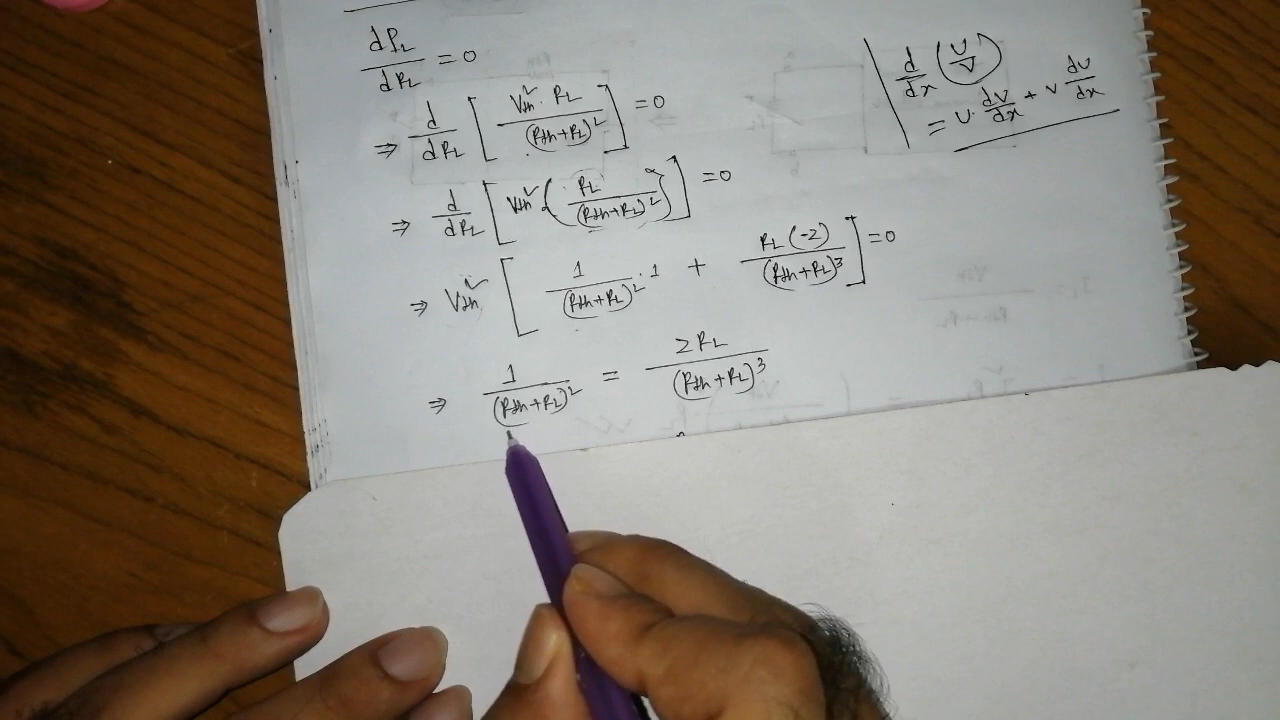 dPL/dRL = 0
⇒ d/dRL [ Vth² · RL / (Rth+RL)² ] = 0
⇒ d/dRL [ Vth² { RL / (Rth+RL)² } ] = 0
⇒ Vth² [ 1/(Rth+RL)² · 1 + RL(-2)/(Rth+RL)³ ] = 0
⇒ 1/(Rth+RL)² = 2RL/(Rth+RL)³
d/dx (U/V)
= U · dV/dx + V dU/dx